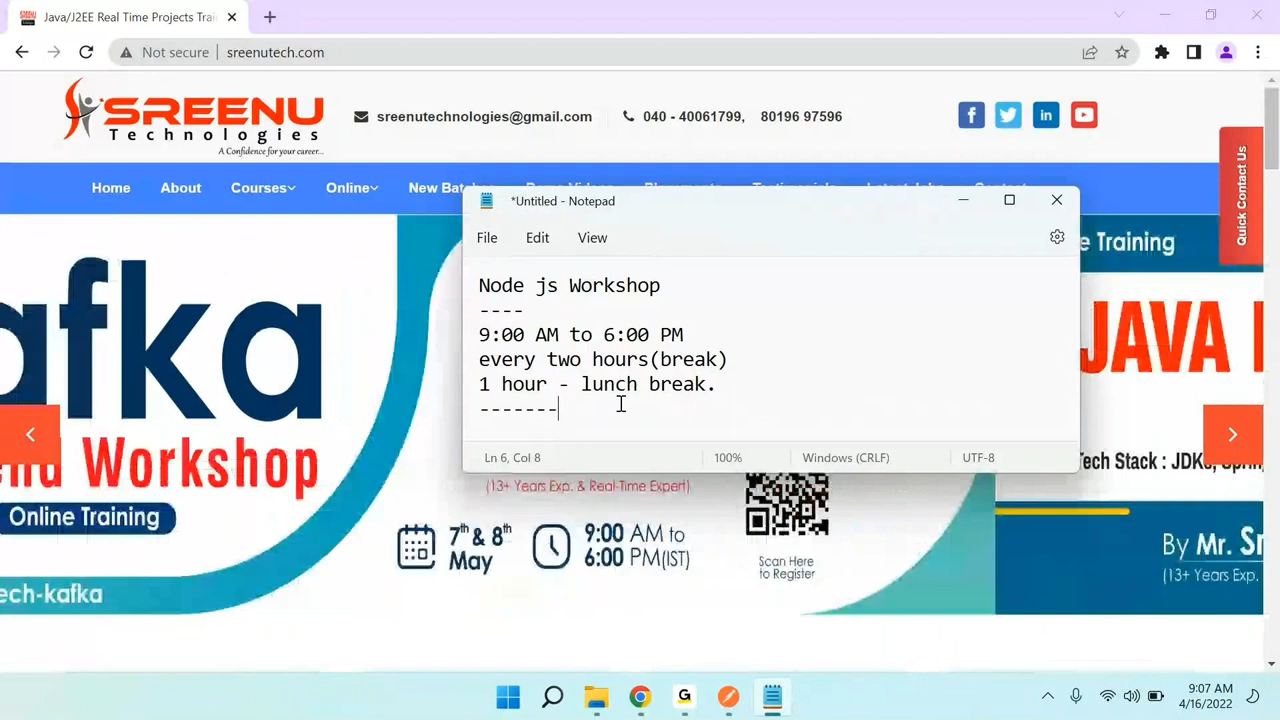 Java/J2EE Real Time Projects Trai
Not secure
sreenutech.com
SREENU
Technologies
A Confidence for your career...
sreenutechnologies@gmail.com
040 - 40061799, 80196 97596
Quick Contact Us
Home
About
Courses
Online
New
*Untitled - Notepad
File
Edit
View
Node js Workshop
----
9:00 AM to 6:00 PM
every two hours(break)
1 hour - lunch break.
-------
Ln 6, Col 8
100%
Windows (CRLF)
UTF-8
afka
Workshop
Online Training
ech-kafka
(13+ Years Exp. & Real-Time Expert)
7th & 8th
May
9:00 AM to
6:00 PM(IST)
Scan Here
to Register
e Training
JAVA
Tech Stack : JDK8,
By Mr.
(13+ Years Exp.
9:07 AM
4/16/2022